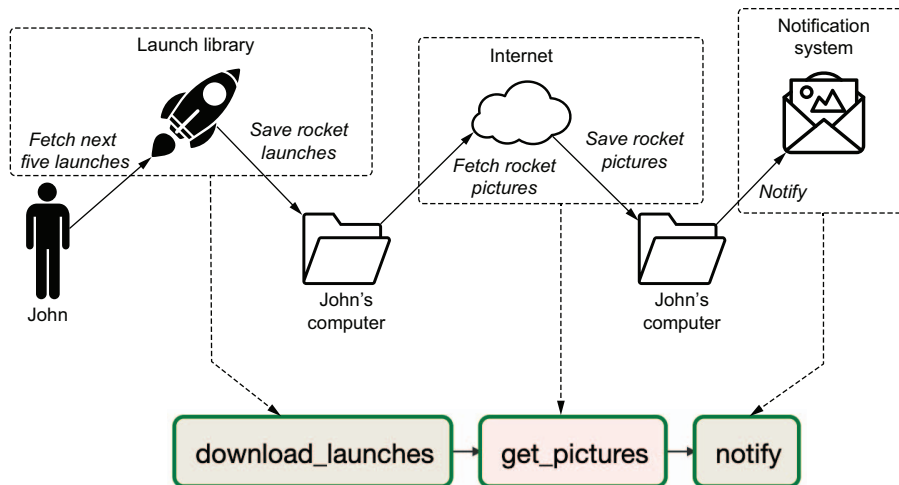 Launch library
Fetch next
five launches
Save rocket
launches
John
John’s
computer
Internet
Fetch rocket
pictures
Save rocket
pictures
John’s
computer
Notification
system
Notify
download_launches
get_pictures
notify